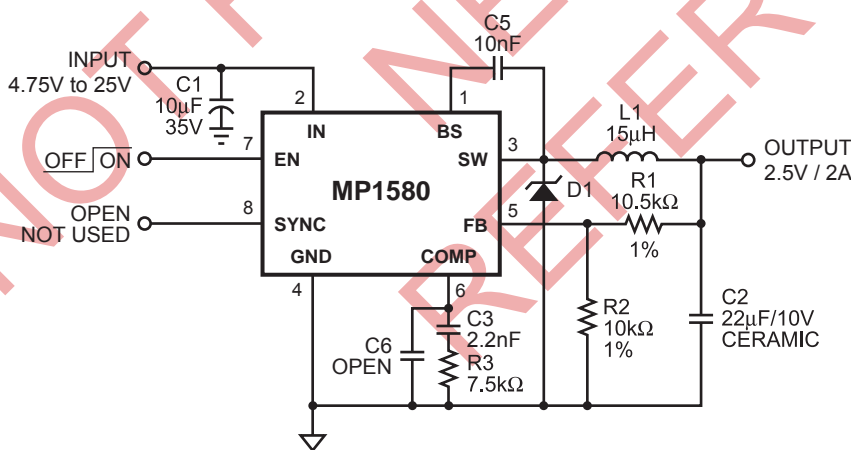 NOT
NE
REFER
INPUT
4.75V to 25V
C1
10µF
35V
2
IN
C5
10nF
1
BS
7
EN
OFF ON
MP1580
SW
3
L1
15µH
OUTPUT
2.5V / 2A
D1
R1
10.5kΩ
1%
OPEN
NOT USED
8
SYNC
FB
5
GND
4
COMP
6
C6
OPEN
C3
2.2nF
R3
7.5kΩ
R2
10kΩ
1%
C2
22µF/10V
CERAMIC